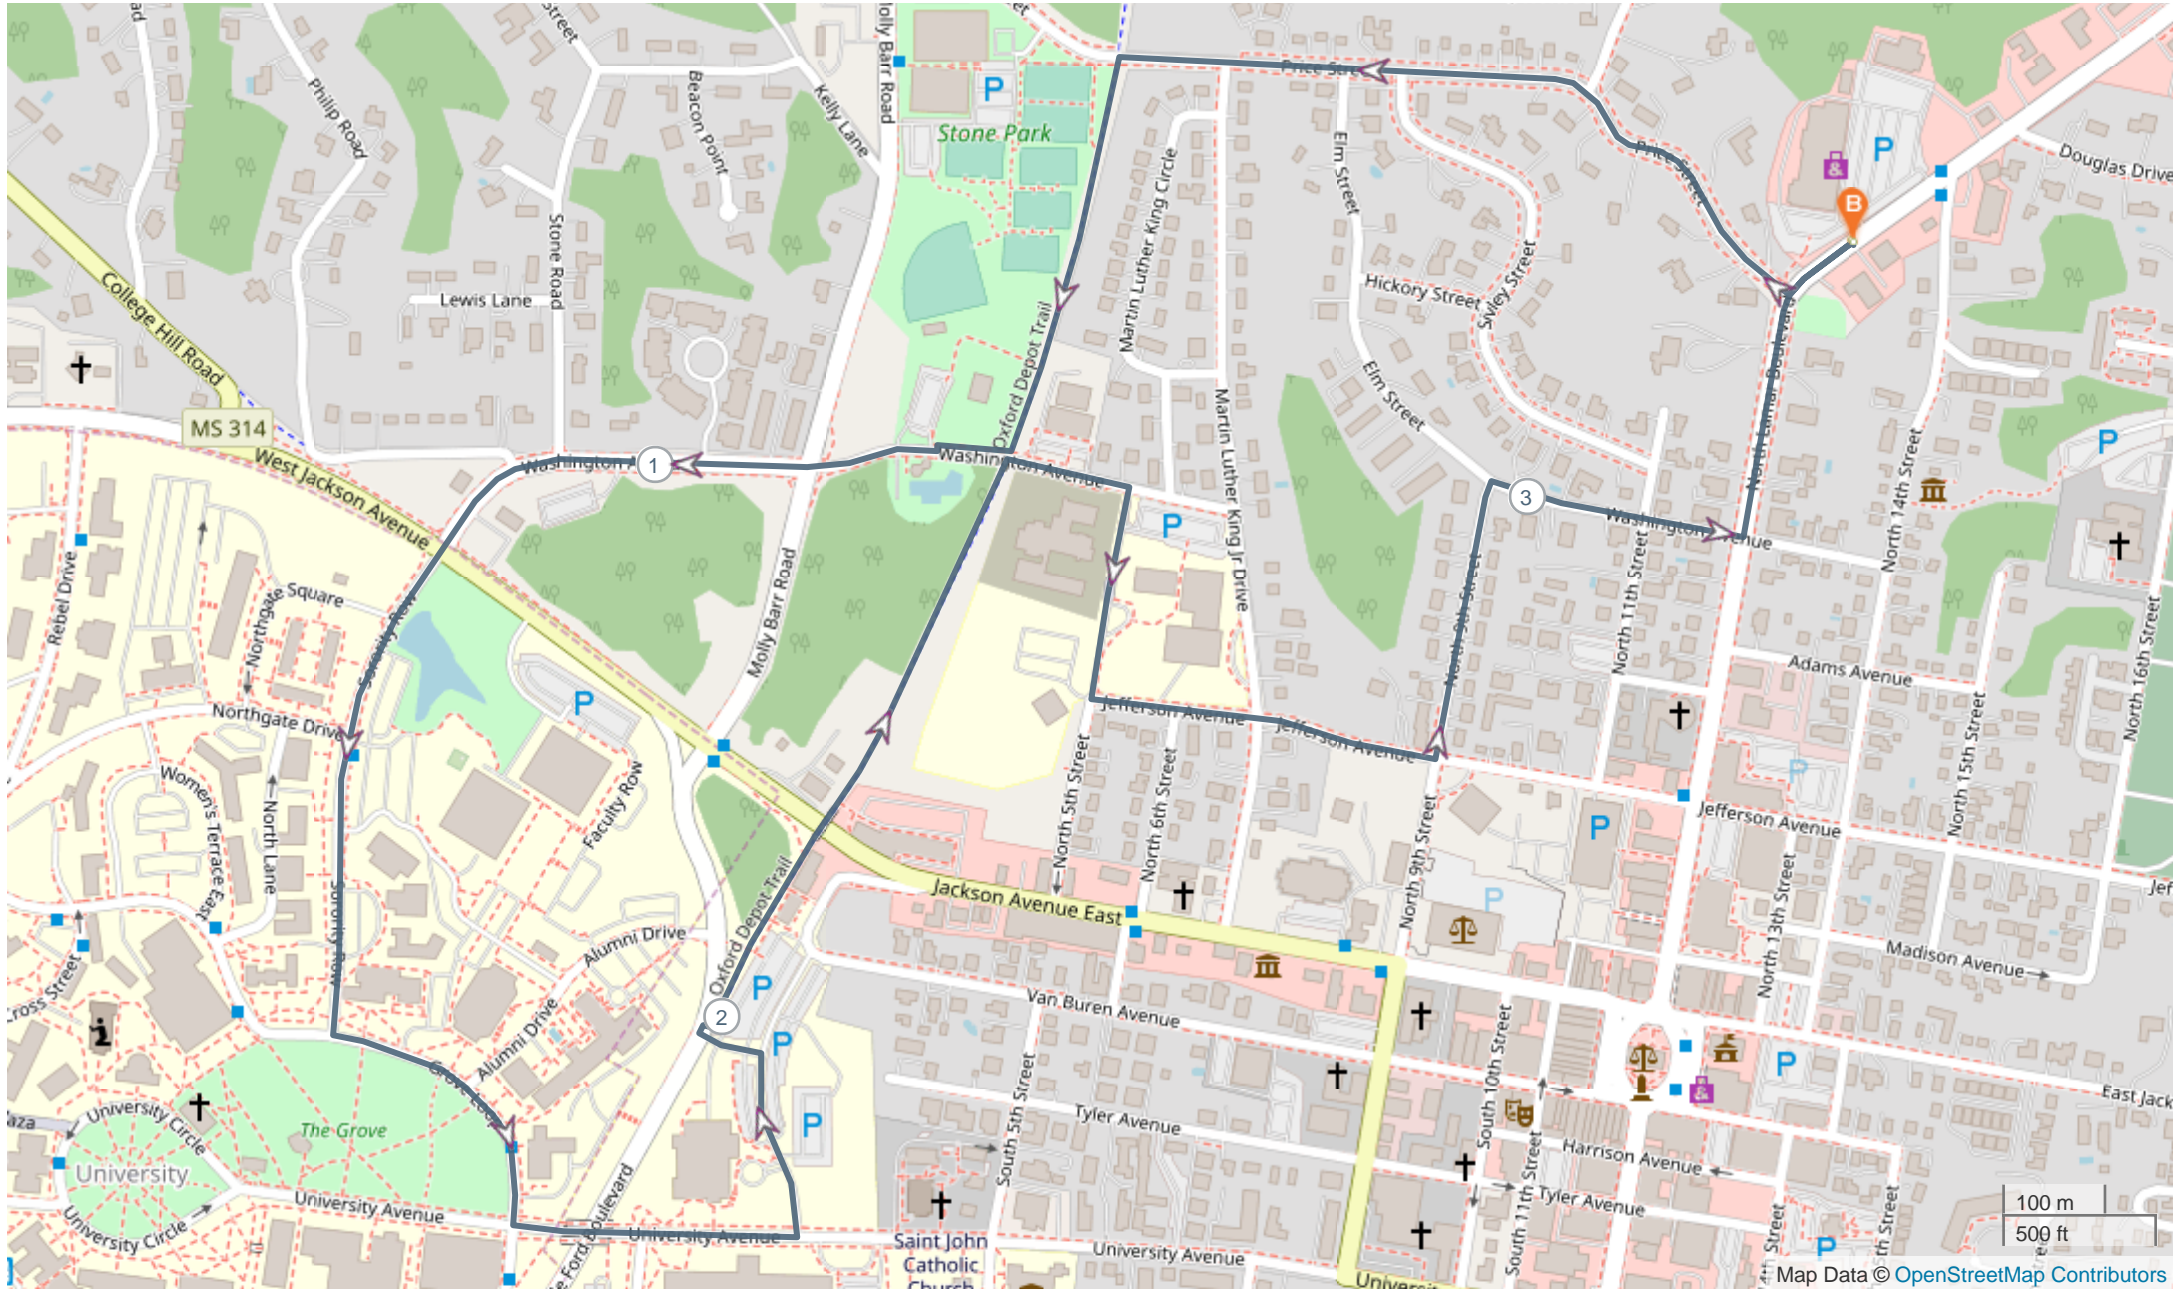 Philip Road
Beacon Point
Kelly Lane
Molly Barr Road
P
Stone Park
Price Street
Price Street
Martin Luther King Circle
Elm Street
Hickory Street
Sivley Street
P
B
Douglas Drive
College Hill Road
Stone Road
Lewis Lane
Oxford Depot Trail
Elm Street
Martin Luther King Jr Drive
North Lamar Boulevard
North 14th Street
P
MS 314
West Jackson Avenue
1
Washington Avenue
P
3
Washington Avenue
Rebel Drive
Northgate Square
Sorority Row
Molly Barr Road
North 9th Street
North 11th Street
Adams Avenue
North 16th Street
North 15th Street
Northgate Drive
P
Jefferson Avenue
Jefferson Avenue
P
P
Jefferson Avenue
Women's Terrace East
North Lane
Faculty Row
North 5th Street
North 6th Street
North 9th Street
P
North 13th Street
Jackson Avenue East
Madison Avenue
Sorority Row
Alumni Drive
Oxford Depot Trail
P
2
P
Van Buren Avenue
South 10th Street
P
Alumni Drive
Grove Loop
P
Tyler Avenue
South 5th Street
Harrison Avenue
Tyler Avenue
South 11th Street
East Jack
University Circle
The Grove
University
University Circle
University Avenue
University Avenue
Saint John
Catholic
Church
University Avenue
P
100 m
500 ft
Map Data © OpenStreetMap Contributors